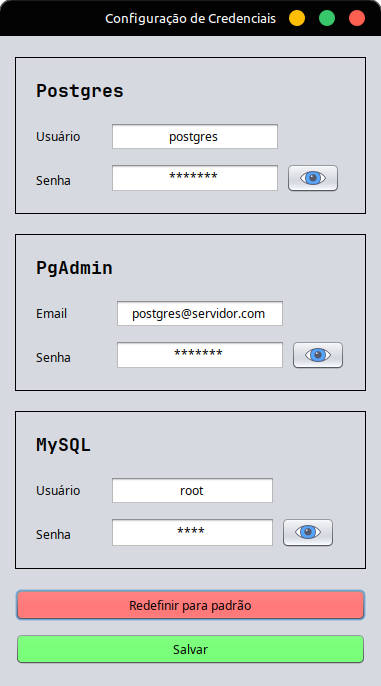 Configuração de Credenciais
Postgres
Usuário postgres
Senha *******
PgAdmin
Email postgres@servidor.com
Senha *******
MySQL
Usuário root
Senha ****
Redefinir para padrão
Salvar